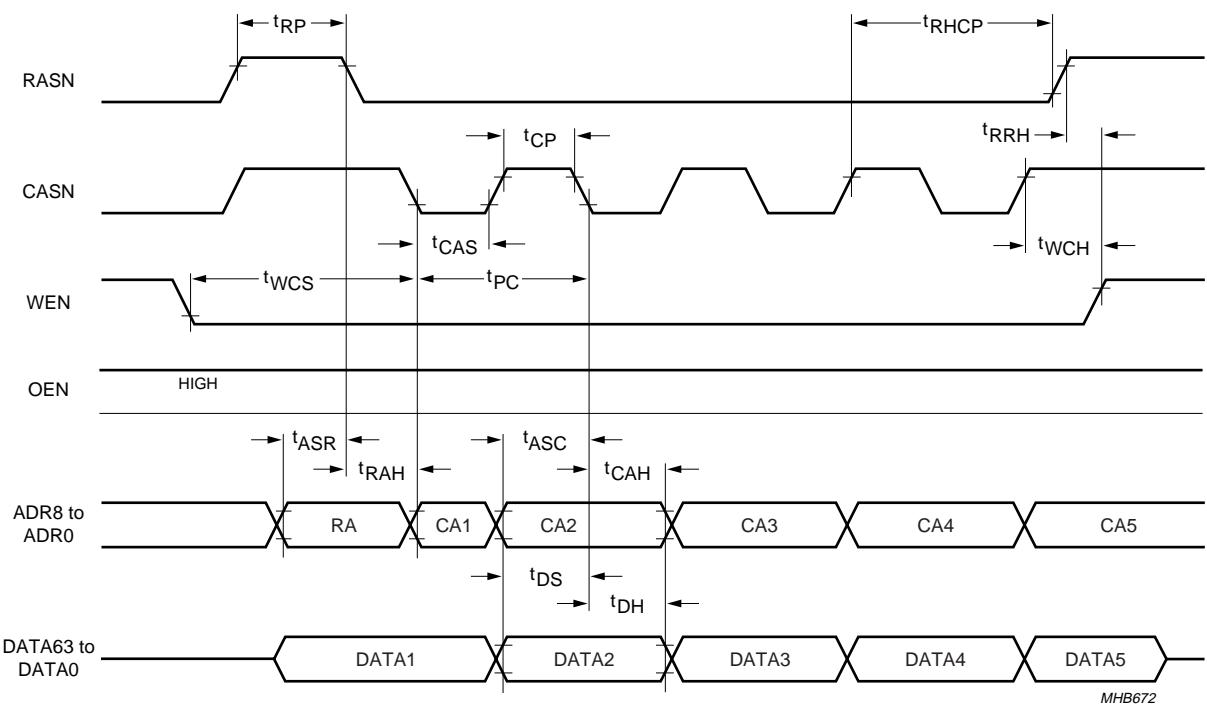 tRP
tRHCP
RASN
tCP
tRRH
CASN
tCAS
tWCH
tWCS
tPC
WEN
HIGH
OEN
tASR
tASC
tRAH
tCAH
ADR8 to
ADR0
RA
CA1
CA2
CA3
CA4
CA5
tDS
tDH
DATA63 to
DATA0
DATA1
DATA2
DATA3
DATA4
DATA5
MHB672